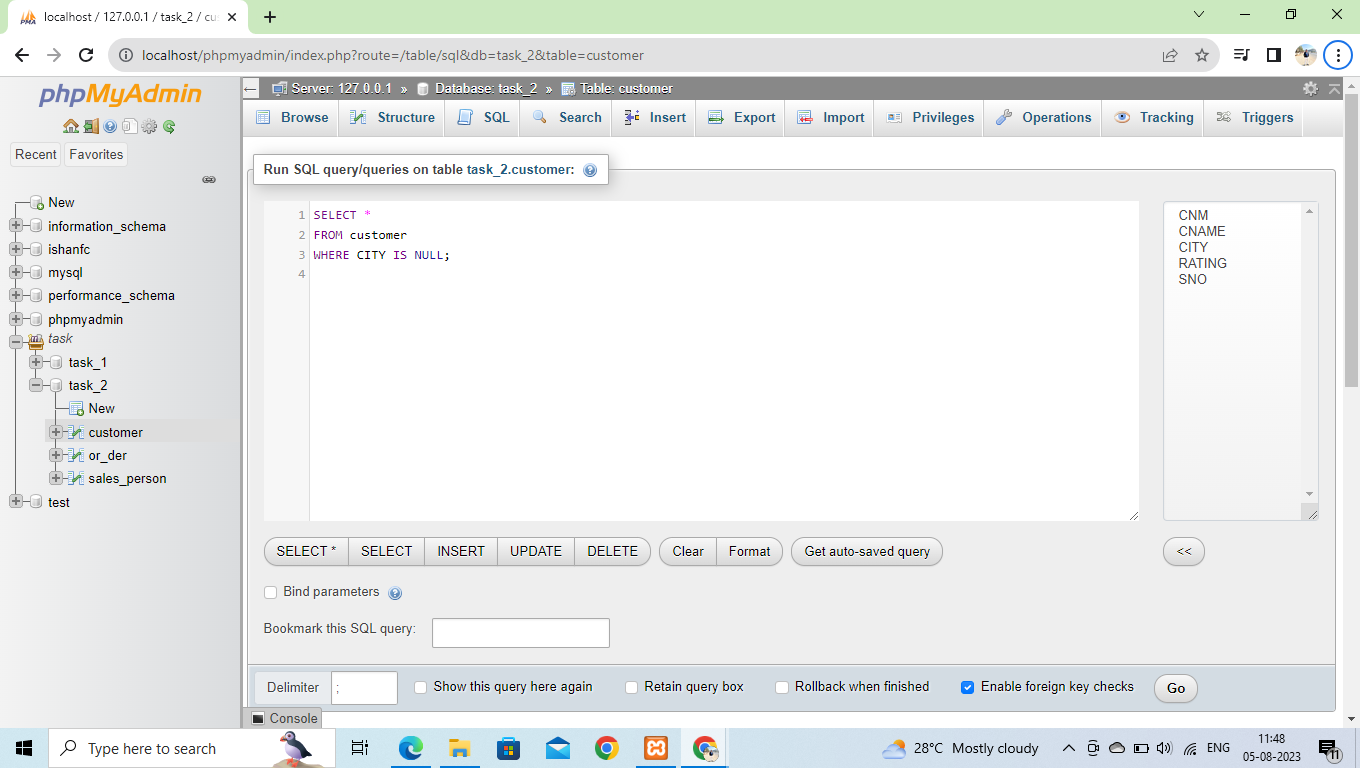 localhost / 127.0.0.1 / task_2 / cu
localhost/phpmyadmin/index.php?route=/table/sql&db=task_2&table=customer
phpMyAdmin
Recent
Favorites
New
information_schema
ishanfc
mysql
performance_schema
phpmyadmin
task
task_1
task_2
New
customer
or_der
sales_person
test
Server: 127.0.0.1 » Database: task_2 » Table: customer
Browse Structure SQL Search Insert Export Import Privileges Operations Tracking Triggers
Run SQL query/queries on table task_2.customer:
1 SELECT *
2 FROM customer
3 WHERE CITY IS NULL;
4
CNM
CNAME
CITY
RATING
SNO
SELECT * SELECT INSERT UPDATE DELETE Clear Format Get auto-saved query <<
Bind parameters
Bookmark this SQL query:
Delimiter ; Show this query here again Retain query box Rollback when finished Enable foreign key checks Go
Console
Type here to search
28°C Mostly cloudy
ENG
11:48
05-08-2023
11